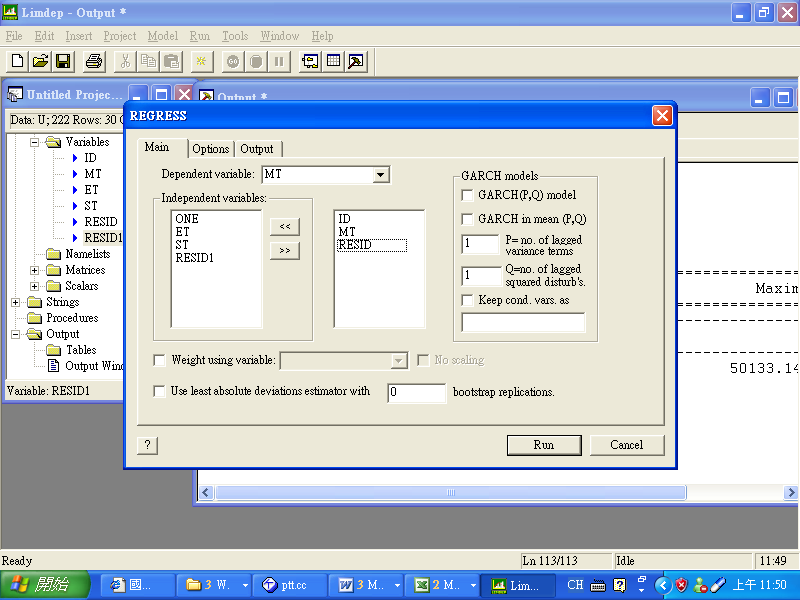 Limdep - Output *
File Edit Insert Project Model Run Tools Window Help
Untitled Projec...
Output *
Data: U; 222 Rows: 30 O
Variables
ID
MT
ET
ST
RESID
RESID1
Namelists
Matrices
Scalars
Strings
Procedures
Output
Tables
Output Wind
Variable: RESID1
REGRESS
Main Options Output
Dependent variable: MT
Independent variables:
ONE
ET
ST
RESID1
<<
>>
ID
MT
RESID
GARCH models
GARCH(P,Q) model
GARCH in mean (P,Q)
1 P= no. of lagged
variance terms
1 Q=no. of lagged
squared disturb's.
Keep cond. vars. as
Weight using variable: No scaling
Use least absolute deviations estimator with 0 bootstrap replications.
? Run Cancel
Maxim
50133.14
Ready Ln 113/113 Idle 11:49
開始 國... 3 W.. ptt.cc 3 M.. 2 M.. Lim... CH 上午 11:50